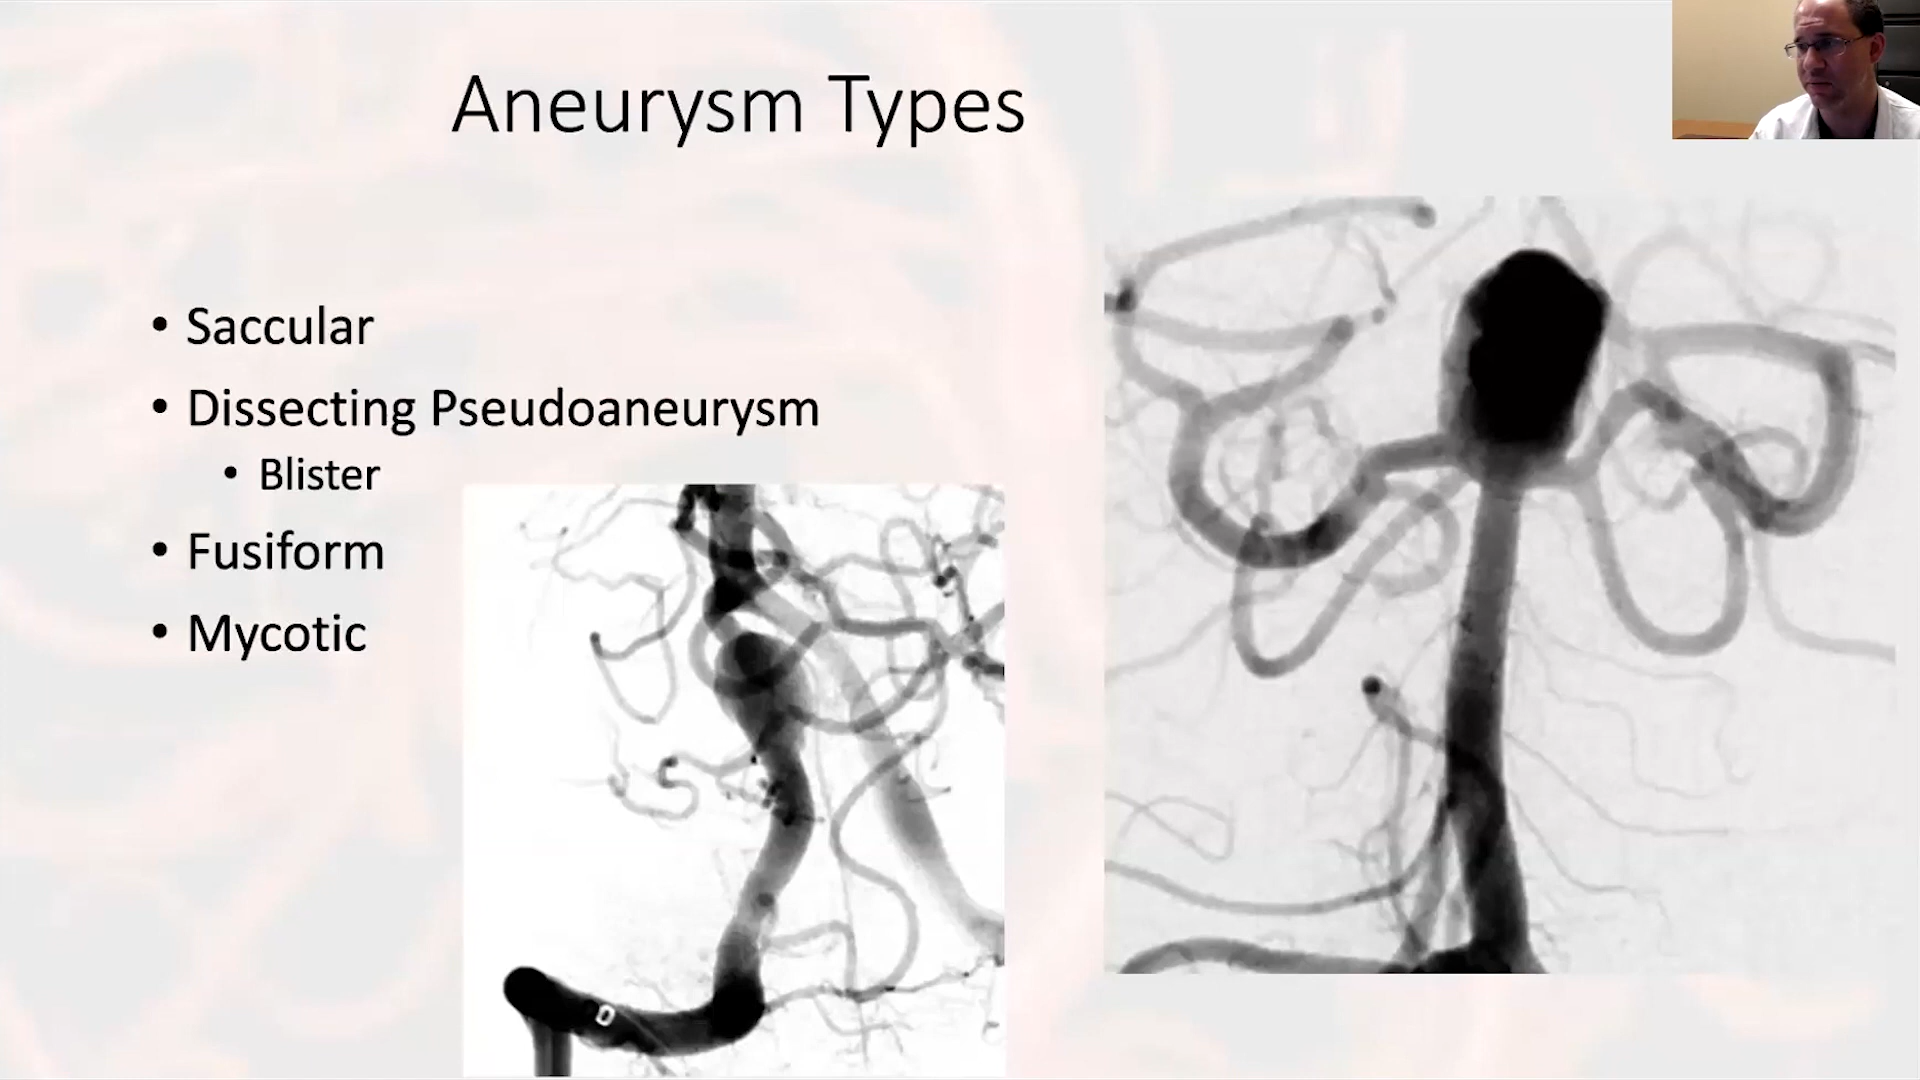 Aneurysm Types
• Saccular
• Dissecting Pseudoaneurysm
• Blister
• Fusiform
• Mycotic
D